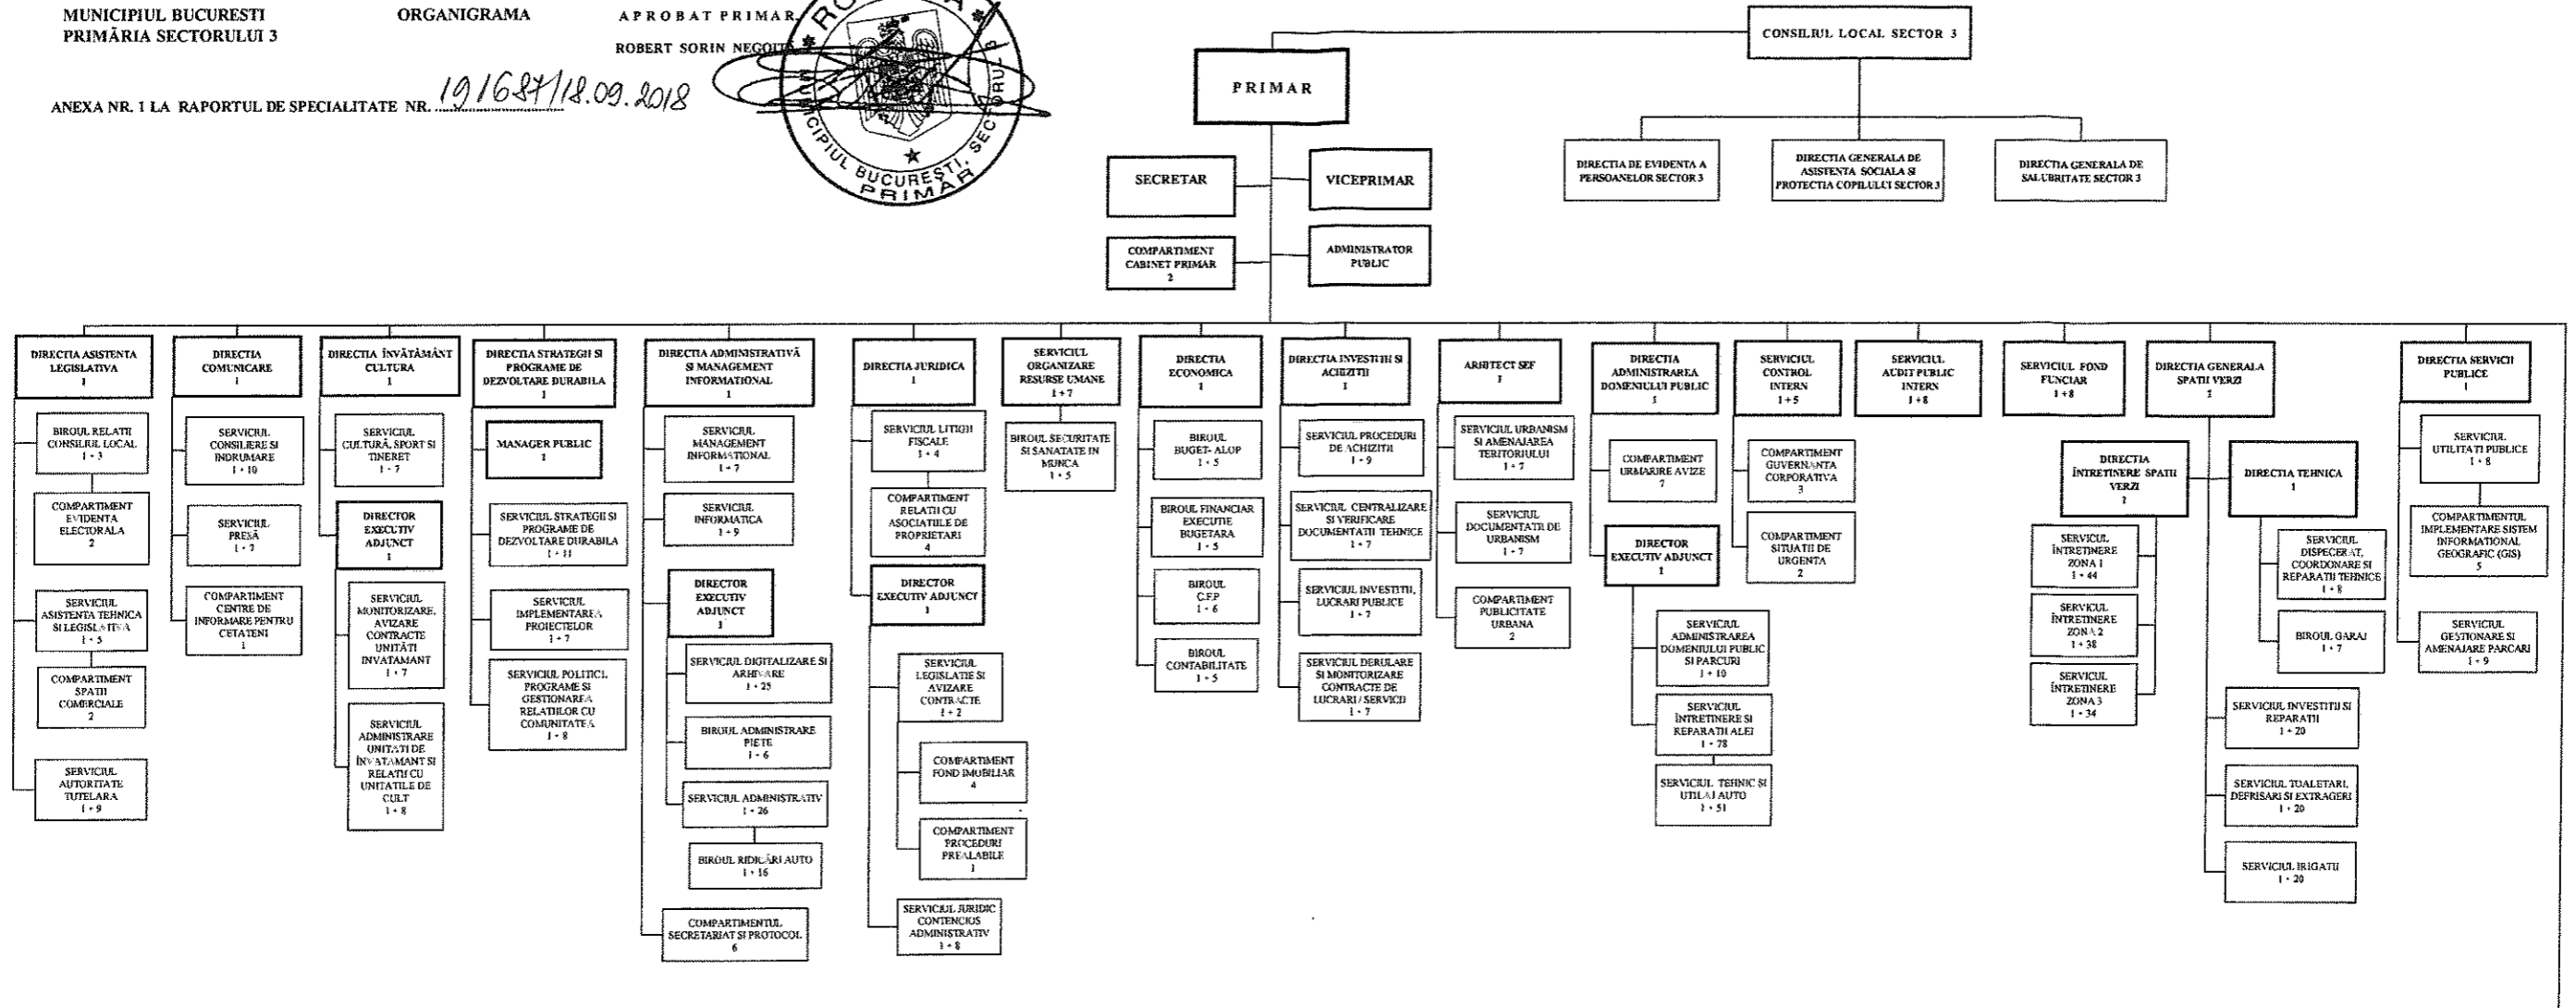 MUNICIPIUL BUCURESTI
PRIMĂRIA SECTORULUI 3
ORGANIGRAMA
APROBAT PRIMAR,
ROBERT SORIN NEGOIȚĂ
ANEXA NR. 1 LA RAPORTUL DE SPECIALITATE NR. 191687/18.09.2018
MUNICIPIUL BUCUREȘTI, SECTORUL 3
PRIMAR
CONSILIUL LOCAL SECTOR 3
PRIMAR
DIRECTIA DE EVIDENTA A
PERSOANELOR SECTOR 3
DIRECTIA GENERALA DE
ASISTENTA SOCIALA SI
PROTECTIA COPILULUI SECTOR 3
DIRECTIA GENERALA DE
SALUBRITATE SECTOR 3
SECRETAR
VICEPRIMAR
COMPARTIMENT
CABINET PRIMAR
2
ADMINISTRATOR
PUBLIC
DIRECTIA ASISTENTA
LEGISLATIVA
1
BIROUL RELATII
CONSILIUL LOCAL
1 + 3
COMPARTIMENT
EVIDENTA
ELECTORALA
2
SERVICIUL
ASISTENTA TEHNICA
SI LEGISLATIVA
1 + 5
COMPARTIMENT
SPATII
COMERCIALE
2
SERVICIUL
AUTORITATE
TUTELARA
1 + 9
DIRECTIA
COMUNICARE
1
SERVICIUL
CONSILIERE SI
INDRUMARE
1 + 10
SERVICIUL
PRESĂ
1 + 7
COMPARTIMENT
CENTRE DE
INFORMARE PENTRU
CETATENI
1
DIRECTIA ÎNVĂTĂMÂNT
CULTURA
1
SERVICIUL
CULTURĂ, SPORT SI
TINERET
1 + 7
DIRECTOR
EXECUTIV
ADJUNCT
1
SERVICIUL
MONITORIZARE,
AVIZARE
CONTRACTE
UNITĂTI
INVATAMANT
1 + 7
SERVICIUL
ADMINISTRARE
UNITATI DE
ÎNVATAMANT SI
RELATII CU
UNITATILE DE
CULT
1 + 8
DIRECTIA STRATEGII SI
PROGRAME DE
DEZVOLTARE DURABILA
1
MANAGER PUBLIC
1
SERVICIUL STRATEGII SI
PROGRAME DE
DEZVOLTARE DURABILA
1 + 11
SERVICIUL
IMPLEMENTAREA
PROIECTELOR
1 + 7
SERVICIUL POLITICI,
PROGRAME SI
GESTIONAREA
RELATIILOR CU
COMUNITATEA
1 + 8
DIRECTIA ADMINISTRATIVĂ
SI MANAGEMENT
INFORMATIONAL
1
SERVICIUL
MANAGEMENT
INFORMATIONAL
1 + 7
SERVICIUL
INFORMATICA
1 + 9
DIRECTOR
EXECUTIV
ADJUNCT
1
SERVICIUL DIGITALIZARE SI
ARHIVARE
1 + 25
BIROUL ADMINISTRARE
PIETE
1 + 6
SERVICIUL ADMINISTRATIV
1 + 26
BIROUL RIDICĂRI AUTO
1 + 16
COMPARTIMENTUL
SECRETARIAT SI PROTOCOL
6
DIRECTIA JURIDICA
1
SERVICIUL LITIGII
FISCALE
1 + 4
COMPARTIMENT
RELATII CU
ASOCIATIILE DE
PROPRIETARI
4
DIRECTOR
EXECUTIV ADJUNCT
1
SERVICIUL
LEGISLATIE SI
AVIZARE
CONTRACTE
1 + 2
COMPARTIMENT
FOND IMOBILIAR
4
COMPARTIMENT
PROCEDURI
PREALABILE
1
SERVICIUL JURIDIC
CONTENCIOS
ADMINISTRATIV
1 + 8
SERVICIUL
ORGANIZARE
RESURSE UMANE
1 + 7
BIROUL SECURITATE
SI SANATATE IN
MUNCA
1 + 5
DIRECTIA
ECONOMICA
1
BIROUL
BUGET- ALOP
1 + 5
BIROUL FINANCIAR
EXECUTIE
BUGETARA
1 + 5
BIROUL
C.F.P
1 + 6
BIROUL
CONTABILITATE
1 + 5
DIRECTIA INVESTITII SI
ACHIZITII
1
SERVICIUL PROCEDURI
DE ACHIZITII
1 + 9
SERVICIUL CENTRALIZARE
SI VERIFICARE
DOCUMENTATII TEHNICE
1 + 7
SERVICIUL INVESTITII,
LUCRARI PUBLICE
1 + 7
SERVICIUL DERULARE
SI MONITORIZARE
CONTRACTE DE
LUCRARI / SERVICII
1 + 7
ARHITECT SEF
1
SERVICIUL URBANISM
SI AMENAJAREA
TERITORIULUI
1 + 7
SERVICIUL
DOCUMENTATII DE
URBANISM
1 + 7
COMPARTIMENT
PUBLICITATE
URBANA
2
DIRECTIA
ADMINISTRAREA
DOMENIULUI PUBLIC
1
COMPARTIMENT
URMARIRE AVIZE
7
DIRECTOR
EXECUTIV ADJUNCT
1
SERVICIUL
ADMINISTRAREA
DOMENIULUI PUBLIC
SI PARCURI
1 + 10
SERVICIUL
ÎNTRETINERE SI
REPARATII ALEI
1 + 78
SERVICIUL TEHNIC SI
UTILAJ AUTO
1 + 51
SERVICIUL
CONTROL
INTERN
1 + 5
COMPARTIMENT
GUVERNANTA
CORPORATIVA
3
COMPARTIMENT
SITUATII DE
URGENTA
2
SERVICIUL
AUDIT PUBLIC
INTERN
1 + 8
SERVICIUL FOND
FUNCIAR
1 + 8
DIRECTIA GENERALA
SPATII VERZI
1
DIRECTIA
ÎNTRETINERE SPATII
VERZI
1
SERVICIUL
ÎNTRETINERE
ZONA 1
1 + 44
SERVICIUL
ÎNTRETINERE
ZONA 2
1 + 38
SERVICIUL
ÎNTRETINERE
ZONA 3
1 + 34
DIRECTIA TEHNICA
1
SERVICIUL
DISPECERAT,
COORDONARE SI
REPARATII TEHNICE
1 + 8
BIROUL GARAJ
1 + 7
SERVICIUL INVESTITII SI
REPARATII
1 + 20
SERVICIUL TOALETARI,
DEFRISARI SI EXTRAGERI
1 + 20
SERVICIUL IRIGATII
1 + 20
DIRECTIA SERVICII
PUBLICE
1
SERVICIUL
UTILITATI PUBLICE
1 + 8
COMPARTIMENTUL
IMPLEMENTARE SISTEM
INFORMATIONAL
GEOGRAFIC (GIS)
5
SERVICIUL
GESTIONARE SI
AMENAJARE PARCARI
1 + 9